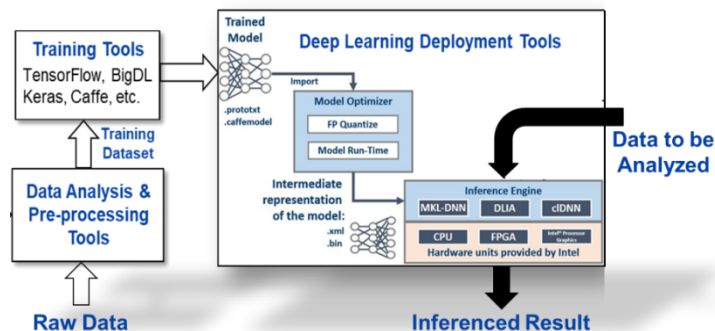 Training Tools
TensorFlow, BigDL
Keras, Caffe, etc.
Training
Dataset
Data Analysis &
Pre-processing
Tools
Raw Data
Trained
Model
Deep Learning Deployment Tools
.prototxt
.caffemodel
Import
Model Optimizer
FP Quantize
Model Run-Time
Intermediate
representation
of the model:
.xml
.bin
Data to be
Analyzed
Inference Engine
MKL-DNN
DLIA
clDNN
CPU
FPGA
Intel® Processor
Graphics
Hardware units provided by Intel
Inferenced Result